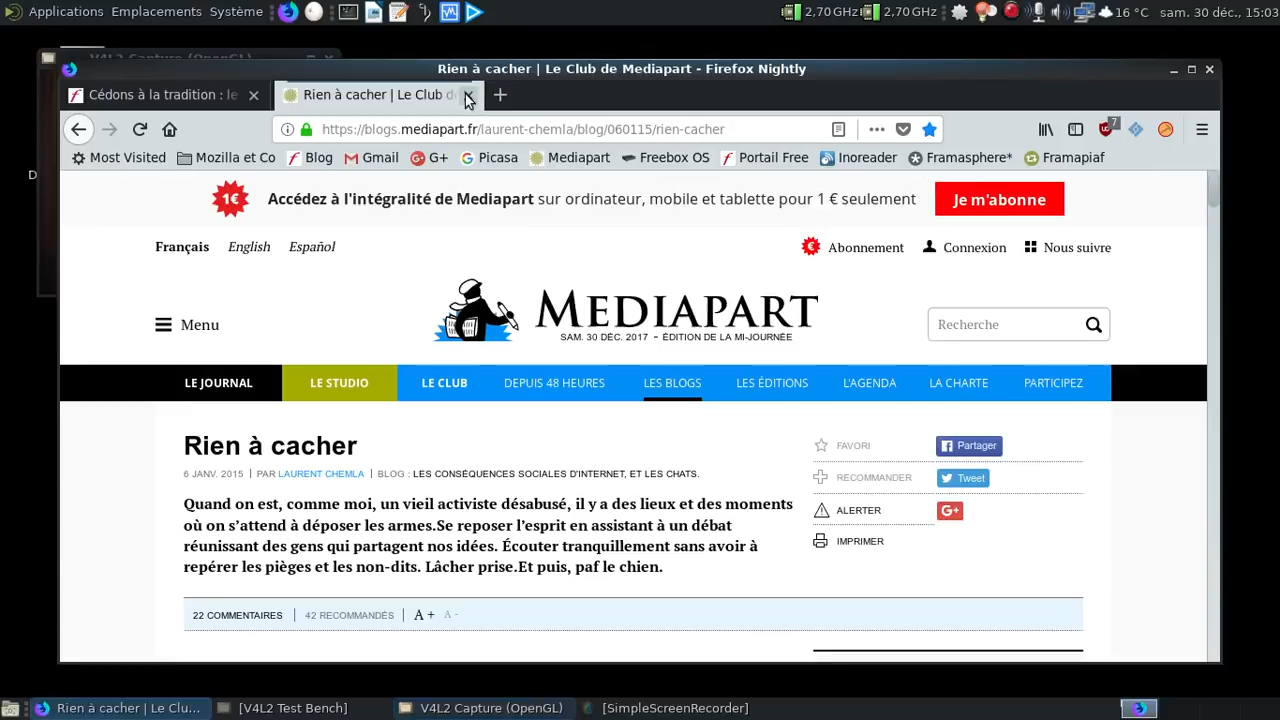 Applications Emplacements Système 2,70 GHz 2,70 GHz 16 °C sam. 30 déc., 15:03
V4L2 Capture (OpenGL)
Rien à cacher | Le Club de Mediapart - Firefox Nightly
Cédons à la tradition : le
Rien à cacher | Le Club de
https://blogs.mediapart.fr/laurent-chemla/blog/060115/rien-cacher
7
Most Visited Mozilla et Co Blog Gmail G+ Picasa Mediapart Freebox OS Portail Free Inoreader Framasphere* Framapiaf
D
1€ Accédez à l'intégralité de Mediapart sur ordinateur, mobile et tablette pour 1 € seulement Je m'abonne
Français English Español € Abonnement Connexion Nous suivre
Menu MEDIAPART Recherche
SAM. 30 DÉC. 2017 – ÉDITION DE LA MI-JOURNÉE
LE JOURNAL LE STUDIO LE CLUB DEPUIS 48 HEURES LES BLOGS LES ÉDITIONS L'AGENDA LA CHARTE PARTICIPEZ
Rien à cacher
6 JANV. 2015 | PAR LAURENT CHEMLA | BLOG : LES CONSÉQUENCES SOCIALES D'INTERNET, ET LES CHATS.
Quand on est, comme moi, un vieil activiste désabusé, il y a des lieux et des moments
où on s’attend à déposer les armes.Se reposer l’esprit en assistant à un débat
réunissant des gens qui partagent nos idées. Écouter tranquillement sans avoir à
repérer les pièges et les non-dits. Lâcher prise.Et puis, paf le chien.
FAVORI Partager
RECOMMANDER Tweet
ALERTER G+
IMPRIMER
22 COMMENTAIRES | 42 RECOMMANDÉS | A + A -
Rien à cacher | Le Clu... [V4L2 Test Bench] V4L2 Capture (OpenGL) [SimpleScreenRecorder]